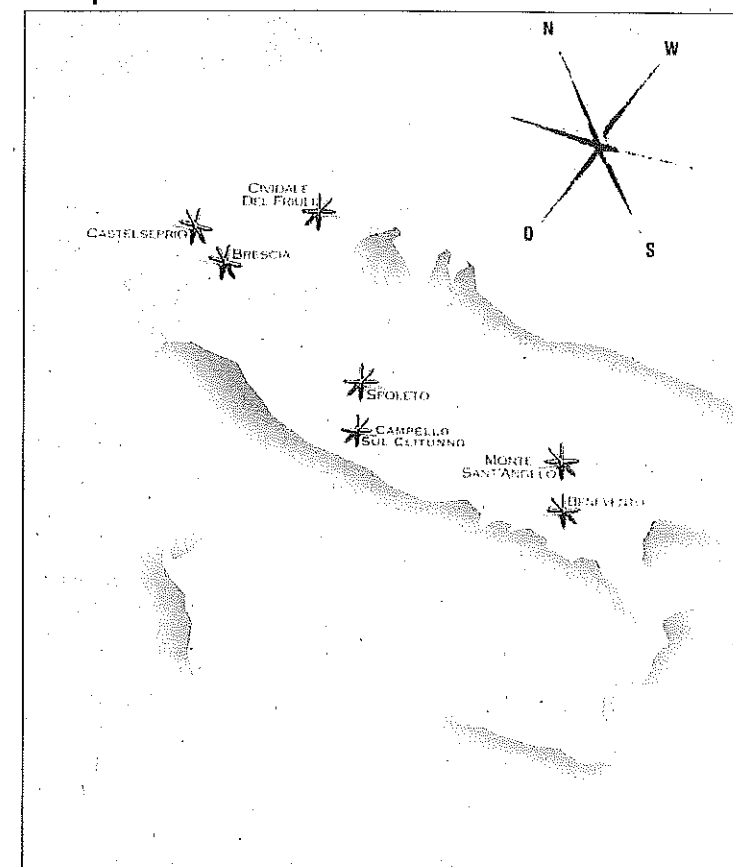 N
W
CIVIDALE
DEL FRIULI
CASTELSEPRIO
BRESCIA
O
S
SPOLETO
CAMPELLO
SUL CLITUNNO
MONTE
SANT'ANGELO
BENEVENTO